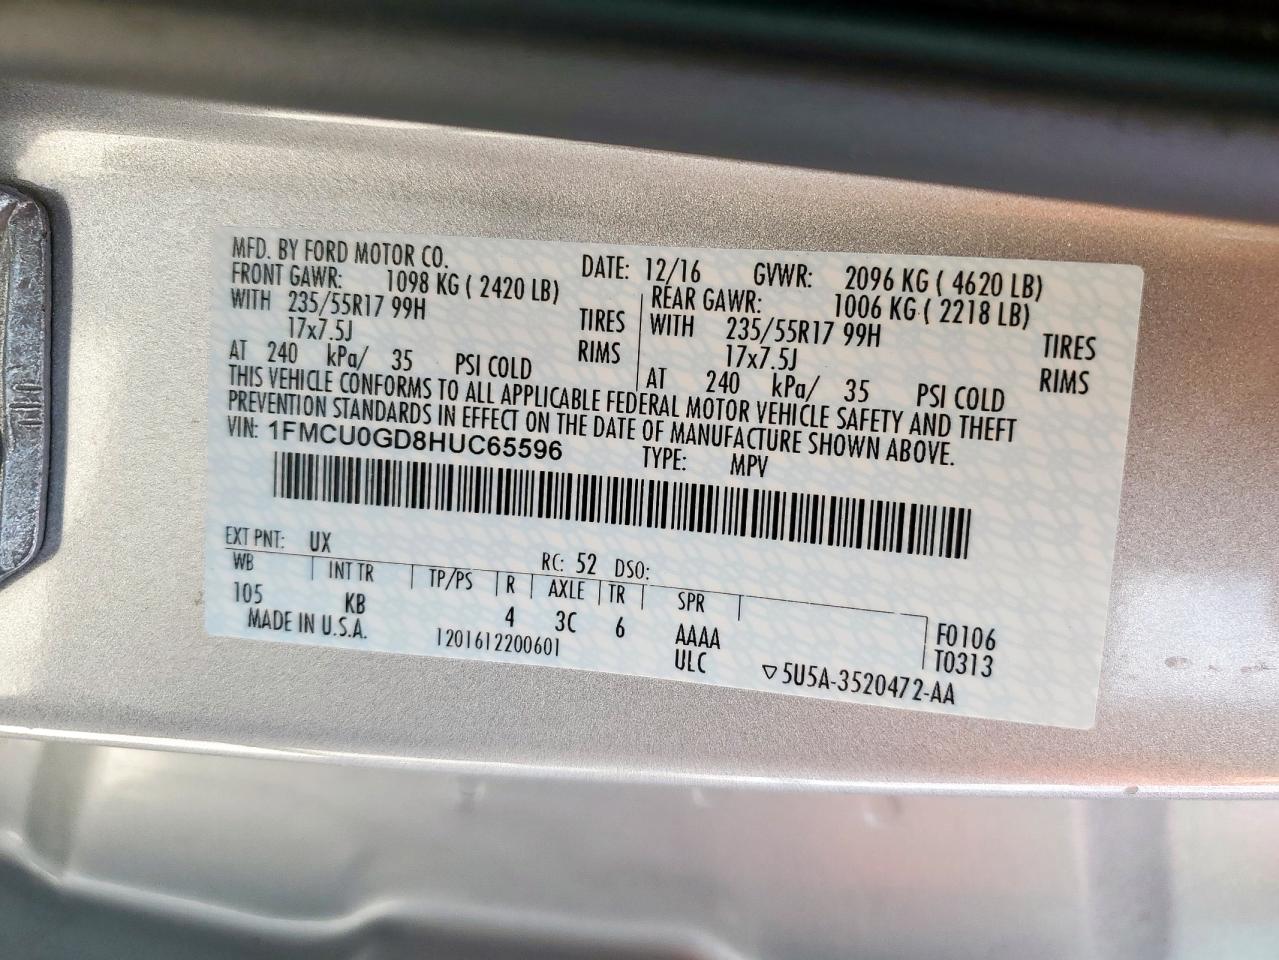 MFD. BY FORD MOTOR CO. DATE: 12/16 GVWR: 2096 KG ( 4620 LB)
FRONT GAWR: 1098 KG ( 2420 LB) REAR GAWR: 1006 KG ( 2218 LB)
WITH 235/55R17 99H TIRES WITH 235/55R17 99H TIRES
17x7.5J RIMS 17x7.5J RIMS
AT 240 kPa/ 35 PSI COLD AT 240 kPa/ 35 PSI COLD
THIS VEHICLE CONFORMS TO ALL APPLICABLE FEDERAL MOTOR VEHICLE SAFETY AND THEFT
PREVENTION STANDARDS IN EFFECT ON THE DATE OF MANUFACTURE SHOWN ABOVE.
VIN: 1FMCU0GD8HUC65596 TYPE: MPV
EXT PNT: UX RC: 52 DSO:
WB INT TR TP/PS R AXLE TR SPR
105 KB 4 3C 6 AAAA F0106
MADE IN U.S.A. 1201612200601 ULC T0313
▽5U5A-3520472-AA